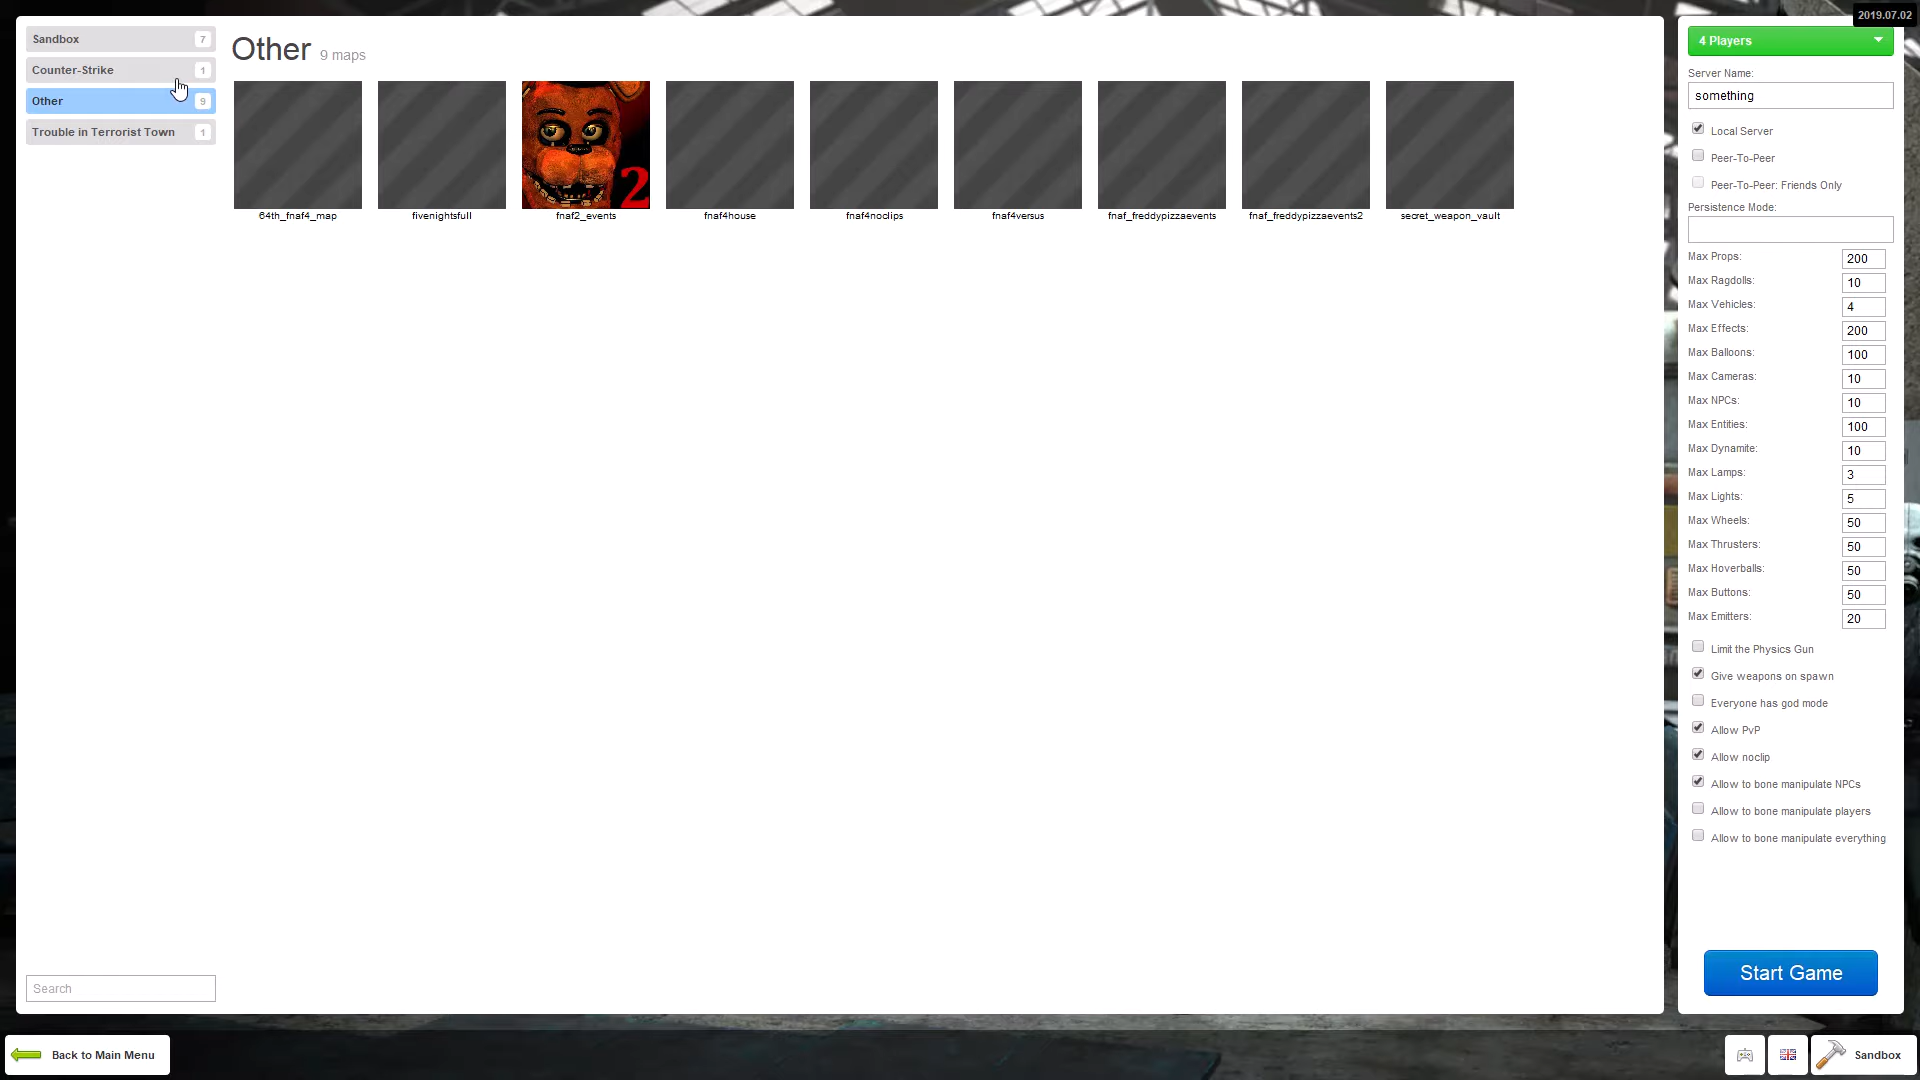 Sandbox 7
Counter-Strike 1
Other 9
Trouble in Terrorist Town 1
Search
Other 9 maps
2
64th_fnaf4_map
fivenightsfull
fnaf2_events
fnaf4house
fnaf4noclips
fnaf4versus
fnaf_freddypizzaevents
fnaf_freddypizzaevents2
secret_weapon_vault
2019.07.02
4 Players
Server Name:
something
Local Server
Peer-To-Peer
Peer-To-Peer: Friends Only
Persistence Mode:
Max Props: 200
Max Ragdolls: 10
Max Vehicles: 4
Max Effects: 200
Max Balloons: 100
Max Cameras: 10
Max NPCs: 10
Max Entities: 100
Max Dynamite: 10
Max Lamps: 3
Max Lights: 5
Max Wheels: 50
Max Thrusters: 50
Max Hoverballs: 50
Max Buttons: 50
Max Emitters: 20
Limit the Physics Gun
Give weapons on spawn
Everyone has god mode
Allow PvP
Allow noclip
Allow to bone manipulate NPCs
Allow to bone manipulate players
Allow to bone manipulate everything
Start Game
Back to Main Menu
Sandbox